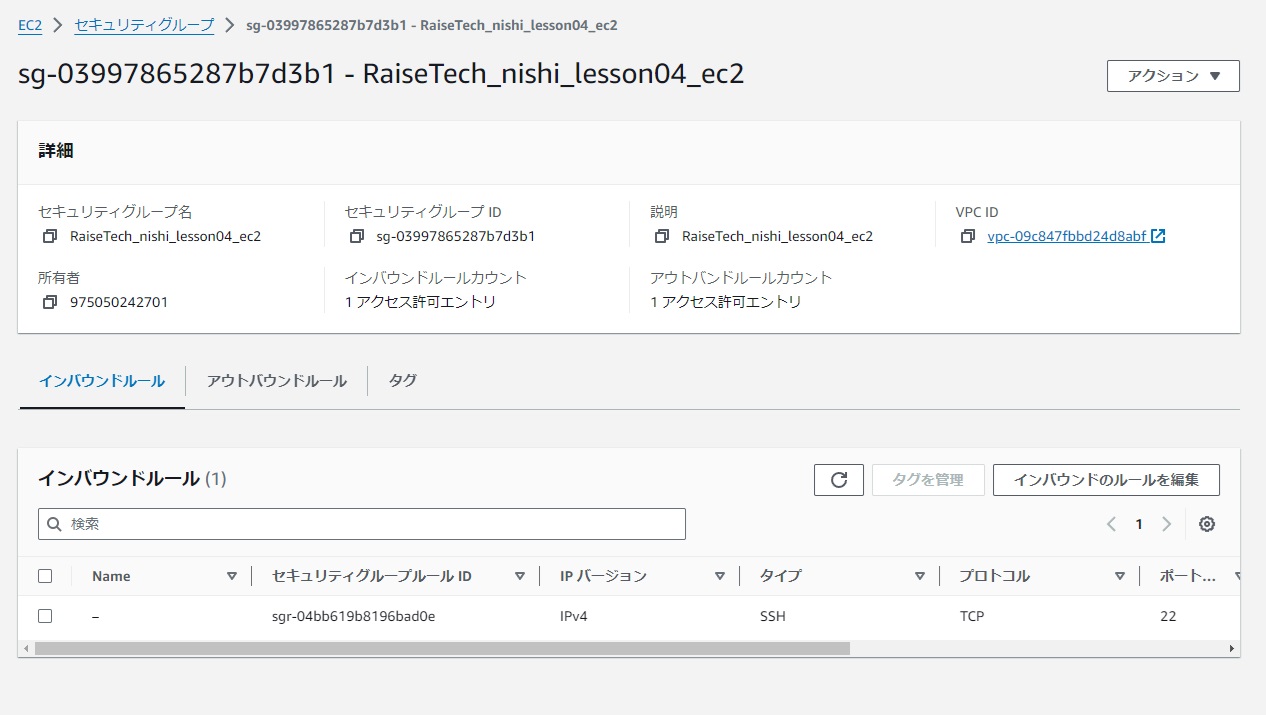 EC2 > セキュリティグループ > sg-03997865287b7d3b1 - RaiseTech_nishi_lesson04_ec2
sg-03997865287b7d3b1 - RaiseTech_nishi_lesson04_ec2
アクション
詳細
セキュリティグループ名 セキュリティグループ ID 説明 VPC ID
RaiseTech_nishi_lesson04_ec2 sg-03997865287b7d3b1 RaiseTech_nishi_lesson04_ec2 vpc-09c847fbbd24d8abf
所有者 インバウンドルールカウント アウトバンドルールカウント
975050242701 1 アクセス許可エントリ 1 アクセス許可エントリ
インバウンドルール アウトバウンドルール タグ
インバウンドルール (1) タグを管理 インバウンドのルールを編集
検索 1
Name セキュリティグループルール ID IP バージョン タイプ プロトコル ポート...
– sgr-04bb619b8196bad0e IPv4 SSH TCP 22